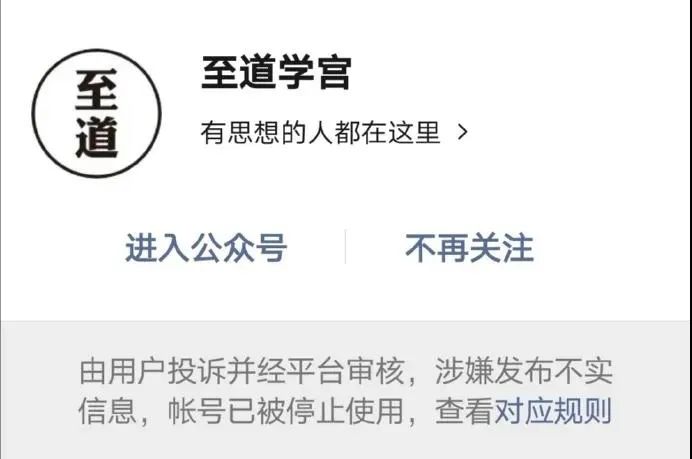 至道
至道学宫
有思想的人都在这里 >
进入公众号
不再关注
由用户投诉并经平台审核，涉嫌发布不实
信息，帐号已被停止使用，查看对应规则